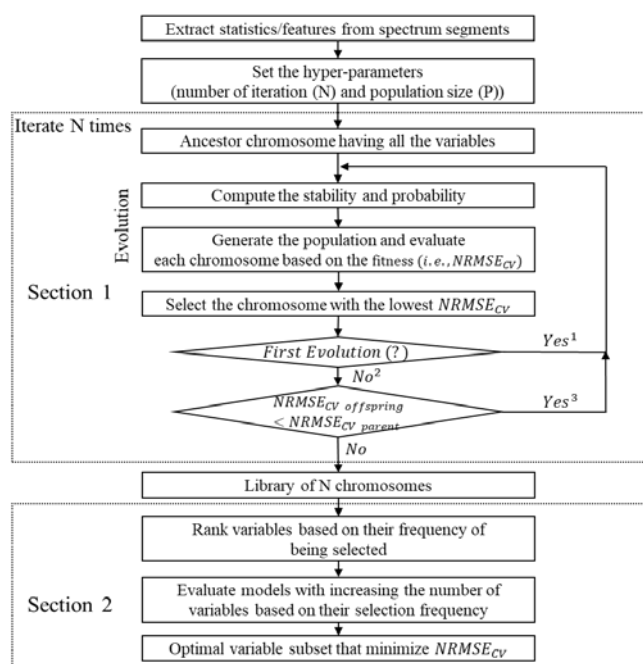 Extract statistics/features from spectrum segments
Set the hyper-parameters
(number of iteration (N) and population size (P))
Iterate N times
Ancestor chromosome having all the variables
Compute the stability and probability
Evolution
Generate the population and evaluate
each chromosome based on the fitness (i.e., NRMSE_CV)
Section 1
Select the chromosome with the lowest NRMSE_CV
First Evolution (?)
Yes¹
No²
NRMSE_CV offspring
< NRMSE_CV parent
Yes³
No
Library of N chromosomes
Rank variables based on their frequency of
being selected
Section 2
Evaluate models with increasing the number of
variables based on their selection frequency
Optimal variable subset that minimize NRMSE_CV